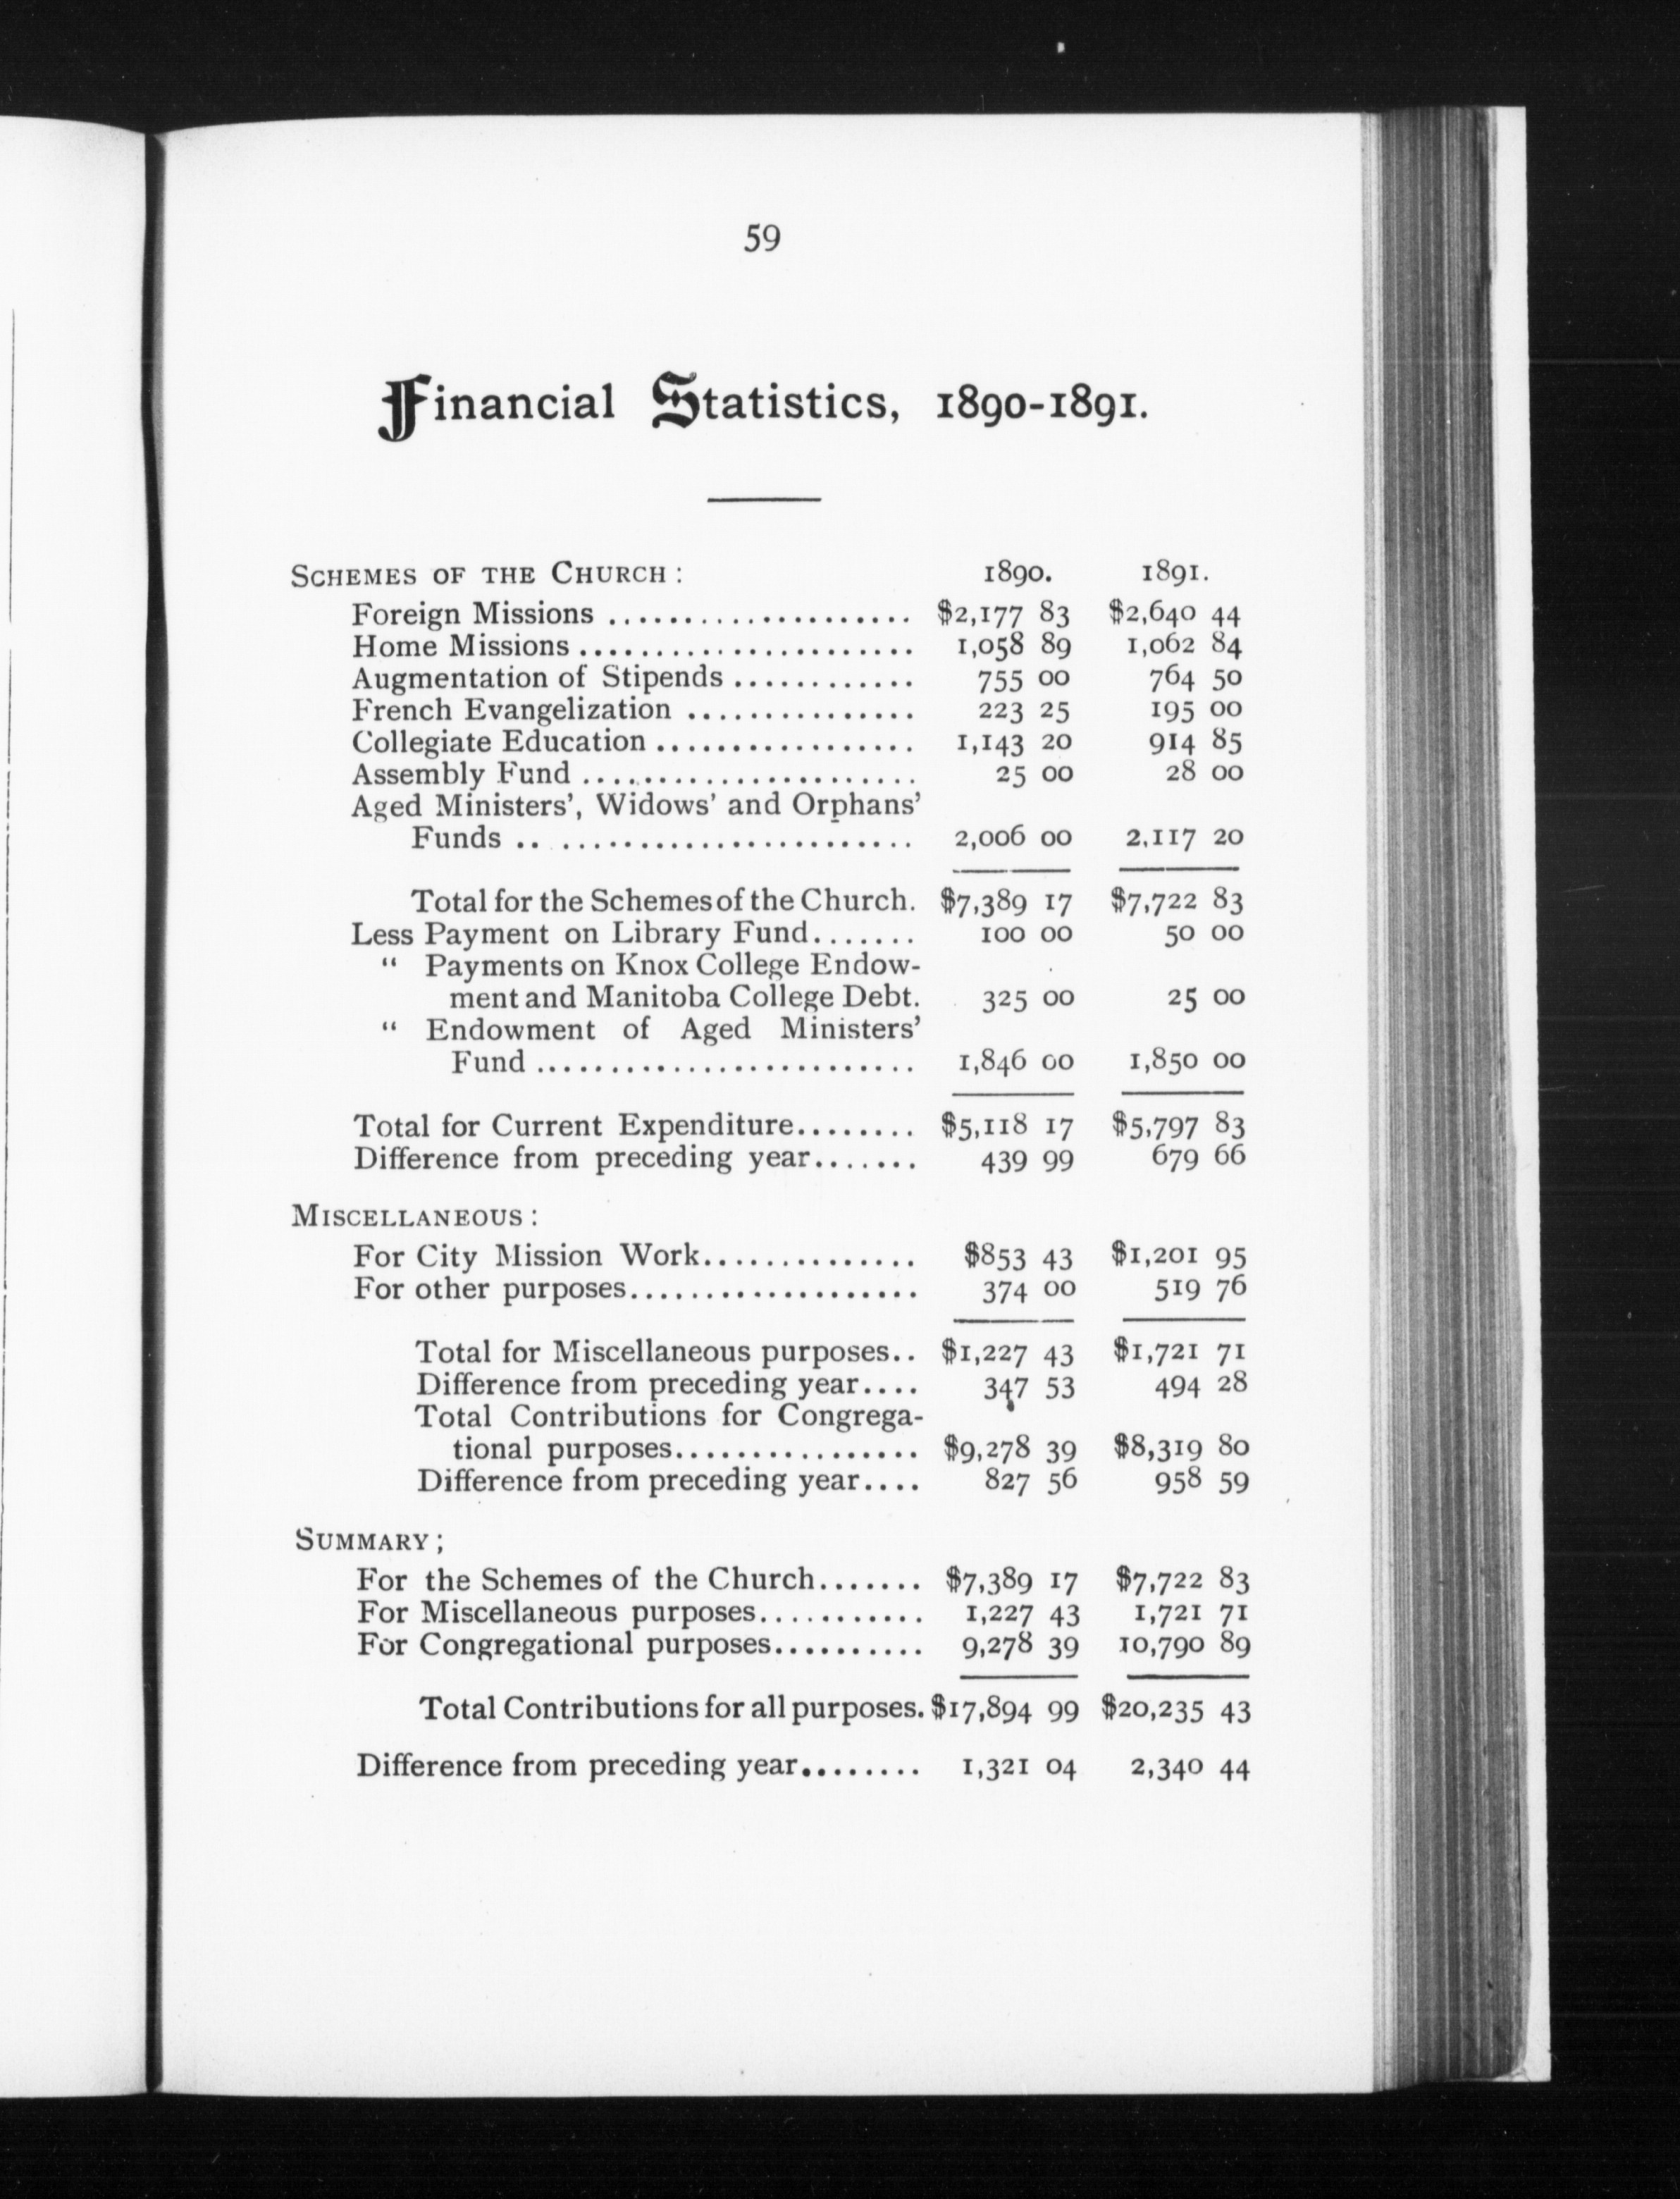 59
Financial Statistics, 1890-1891.
SCHEMES OF THE CHURCH : 1890. 1891.
Foreign Missions .................... $2,177 83 $2,640 44
Home Missions ...................... 1,058 89 1,062 84
Augmentation of Stipends ............ 755 00 764 50
French Evangelization ............... 223 25 195 00
Collegiate Education ................. 1,143 20 914 85
Assembly Fund ...................... 25 00 28 00
Aged Ministers', Widows' and Orphans'
Funds .. ....................... 2,006 00 2,117 20
Total for the Schemes of the Church. $7,389 17 $7,722 83
Less Payment on Library Fund....... 100 00 50 00
" Payments on Knox College Endow-
ment and Manitoba College Debt. 325 00 25 00
" Endowment of Aged Ministers'
Fund ......................... 1,846 00 1,850 00
Total for Current Expenditure........ $5,118 17 $5,797 83
Difference from preceding year....... 439 99 679 66
MISCELLANEOUS :
For City Mission Work.............. $853 43 $1,201 95
For other purposes................... 374 00 519 76
Total for Miscellaneous purposes.. $1,227 43 $1,721 71
Difference from preceding year.... 347 53 494 28
Total Contributions for Congrega-
tional purposes................ $9,278 39 $8,319 80
Difference from preceding year.... 827 56 958 59
SUMMARY ;
For the Schemes of the Church....... $7,389 17 $7,722 83
For Miscellaneous purposes........... 1,227 43 1,721 71
For Congregational purposes.......... 9,278 39 10,790 89
Total Contributions for all purposes. $17,894 99 $20,235 43
Difference from preceding year........ 1,321 04 2,340 44